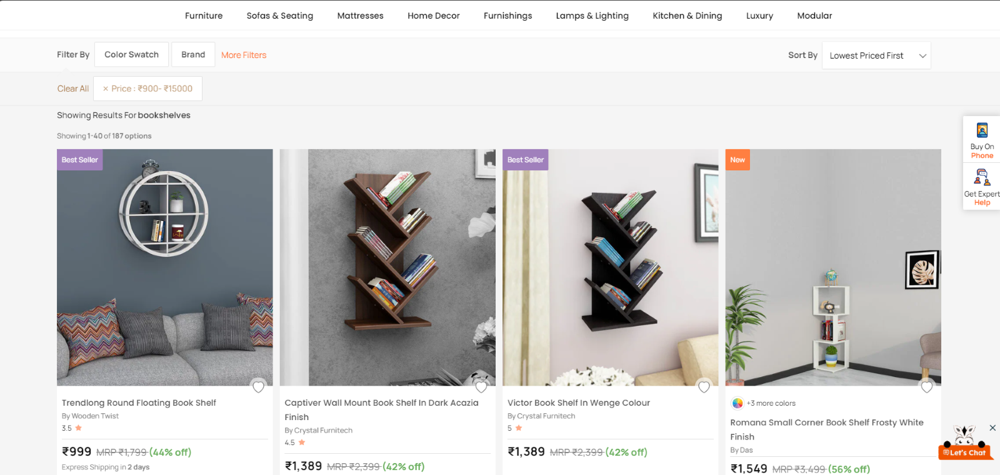 Furniture Sofas & Seating Mattresses Home Decor Furnishings Lamps & Lighting Kitchen & Dining Luxury Modular
Filter By Color Swatch Brand More Filters Sort By Lowest Priced First
Clear All × Price : ₹900- ₹15000
Showing Results For bookshelves
Showing 1-40 of 187 options
Buy On
Phone
Get Expert
Help
Best Seller
Best Seller
New
Trendlong Round Floating Book Shelf
By Wooden Twist
3.5
₹999 MRP ₹1,799 (44% off)
Express Shipping in 2 days
Captiver Wall Mount Book Shelf In Dark Acazia
Finish
By Crystal Furnitech
4.5
₹1,389 MRP ₹2,399 (42% off)
Victor Book Shelf In Wenge Colour
By Crystal Furnitech
5
₹1,389 MRP ₹2,399 (42% off)
+3 more colors
Romana Small Corner Book Shelf Frosty White
Finish
By Das
₹1,549 MRP ₹3,499 (56% off)
Let's Chat